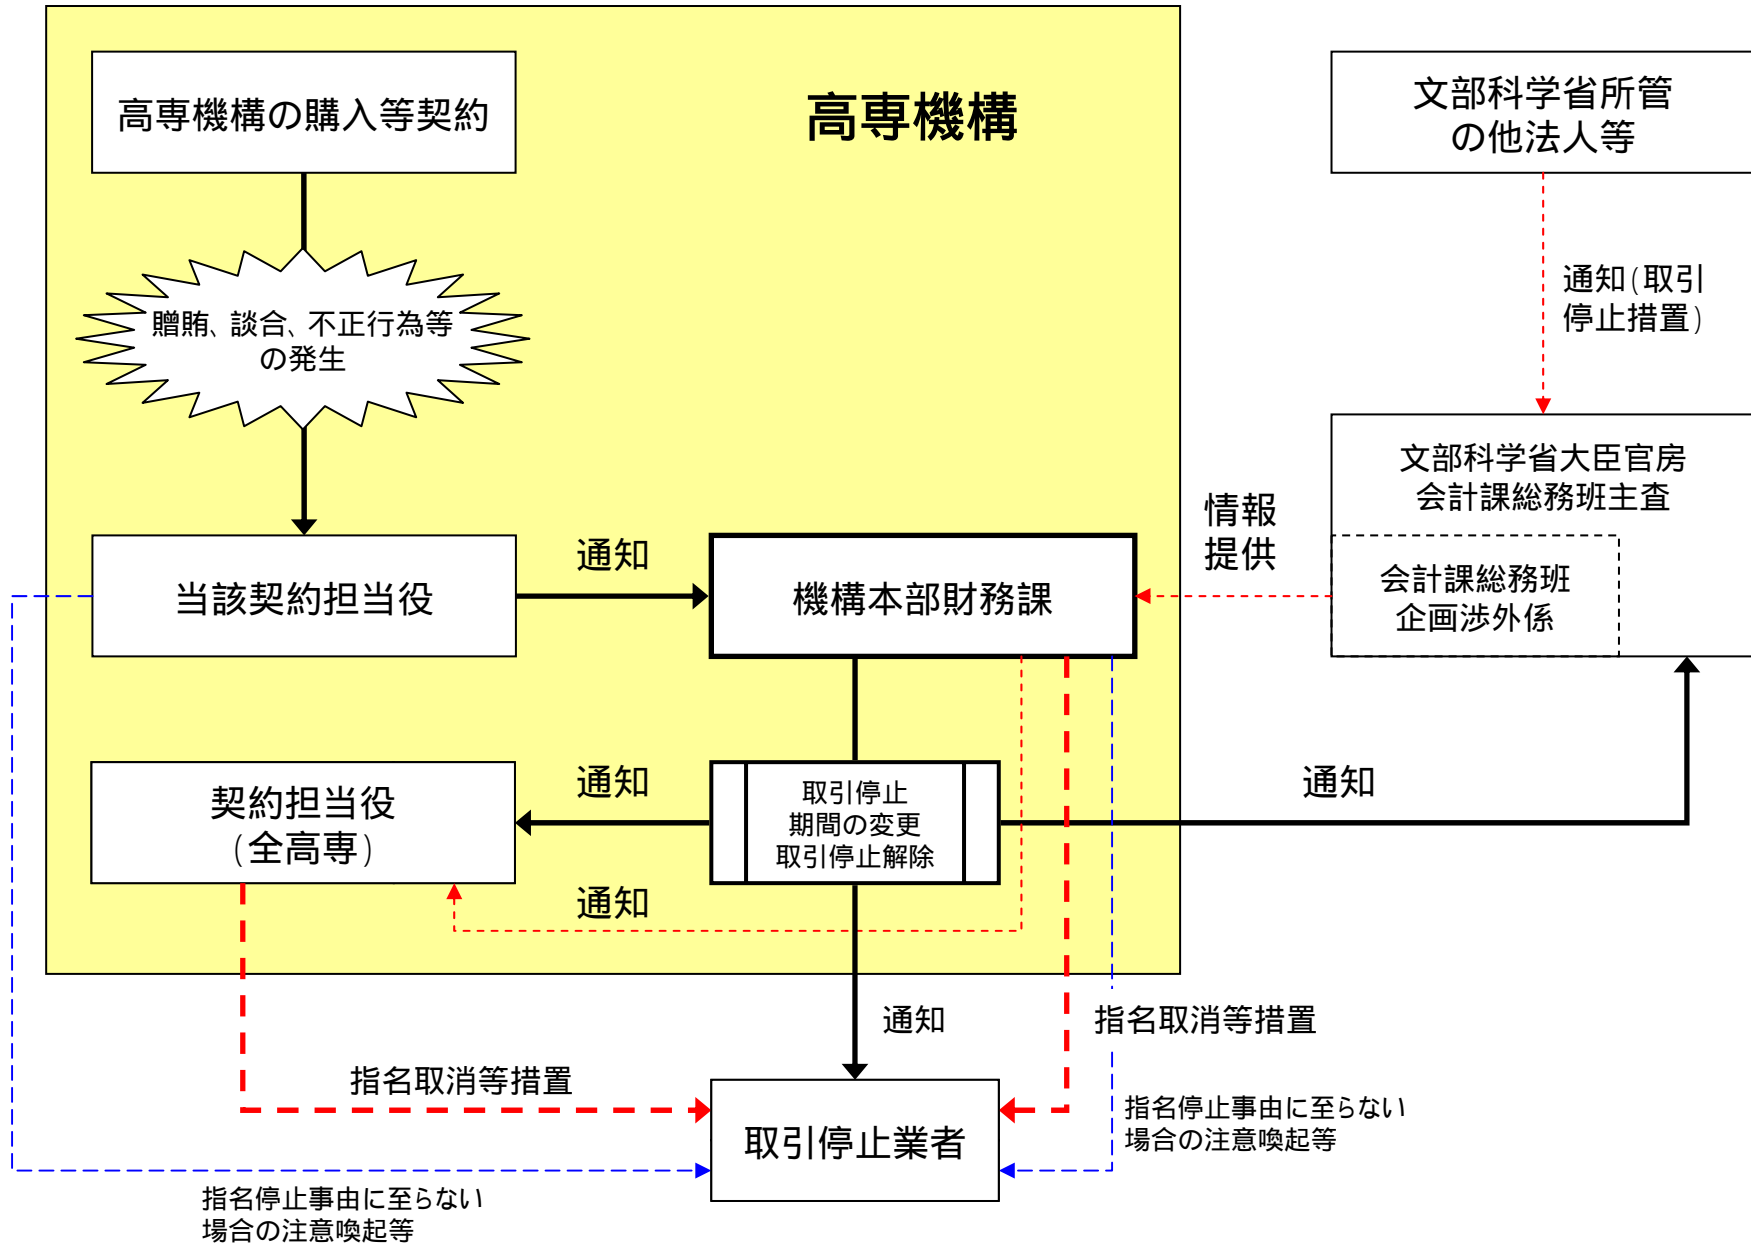 高専機構の購入等契約
高専機構
文部科学省所管
の他法人等
贈賄、談合、不正行為等
の発生
通知(取引
停止措置)
文部科学省大臣官房
会計課総務班主査
情報
提供
会計課総務班
企画渉外係
当該契約担当役
通知
機構本部財務課
契約担当役
(全高専)
通知
取引停止
期間の変更
取引停止解除
通知
通知
通知
指名取消等措置
指名取消等措置
取引停止業者
指名停止事由に至らない
場合の注意喚起等
指名停止事由に至らない
場合の注意喚起等